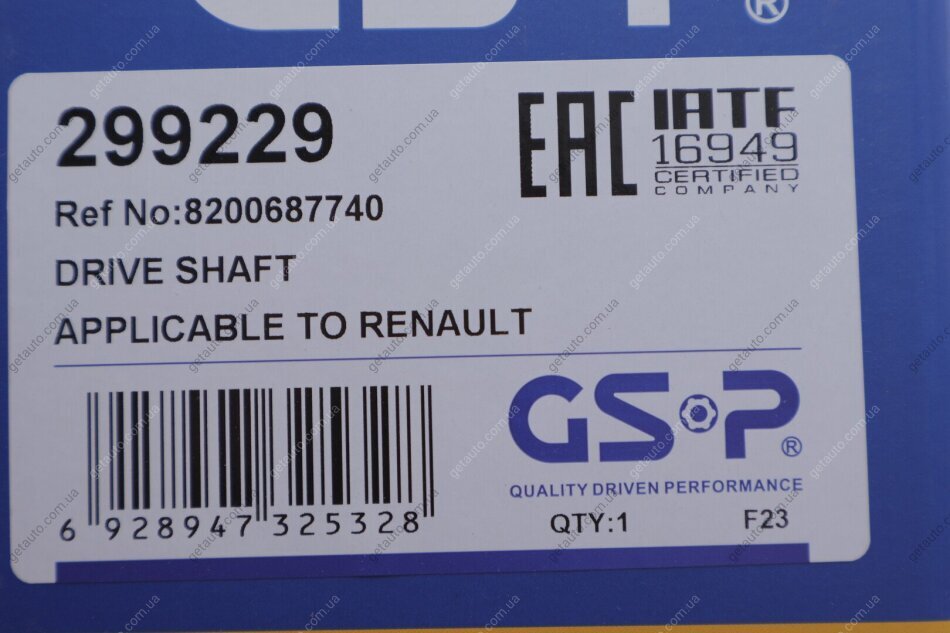 GSP®
299229
EAC
IATF
16949
CERTIFIED
COMPANY
Ref No:8200687740
DRIVE SHAFT
APPLICABLE TO RENAULT
GSP®
QUALITY DRIVEN PERFORMANCE
6 928947 325328
QTY:1
F23
getauto.com.ua